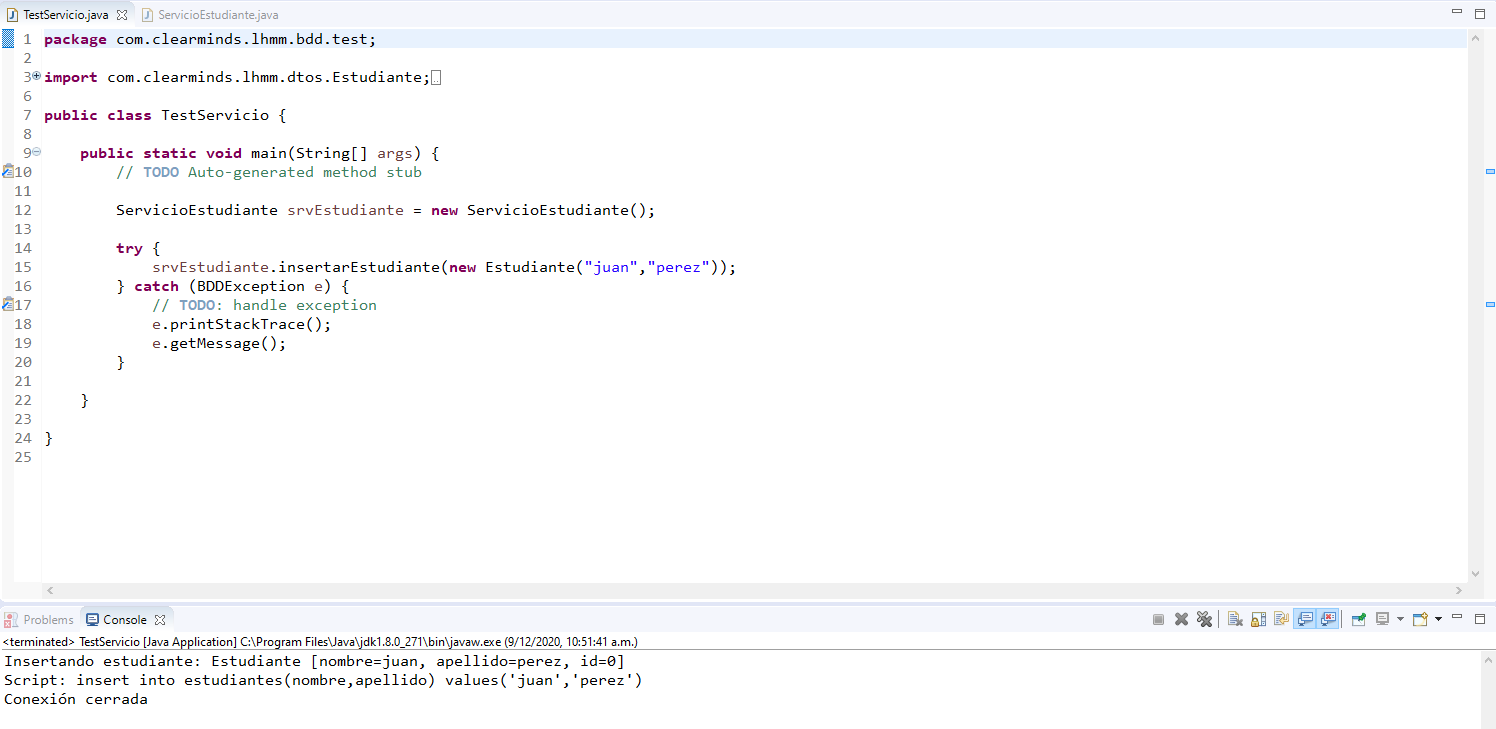 TestServicio.java ServicioEstudiante.java
1 package com.clearminds.lhmm.bdd.test;
2
3 import com.clearminds.lhmm.dtos.Estudiante;
6
7 public class TestServicio {
8
9 public static void main(String[] args) {
10 // TODO Auto-generated method stub
11
12 ServicioEstudiante srvEstudiante = new ServicioEstudiante();
13
14 try {
15 srvEstudiante.insertarEstudiante(new Estudiante("juan","perez"));
16 } catch (BDDException e) {
17 // TODO: handle exception
18 e.printStackTrace();
19 e.getMessage();
20 }
21
22 }
23
24 }
25
Problems Console
<terminated> TestServicio [Java Application] C:\Program Files\Java\jdk1.8.0_271\bin\javaw.exe (9/12/2020, 10:51:41 a.m.)
Insertando estudiante: Estudiante [nombre=juan, apellido=perez, id=0]
Script: insert into estudiantes(nombre,apellido) values('juan','perez')
Conexión cerrada